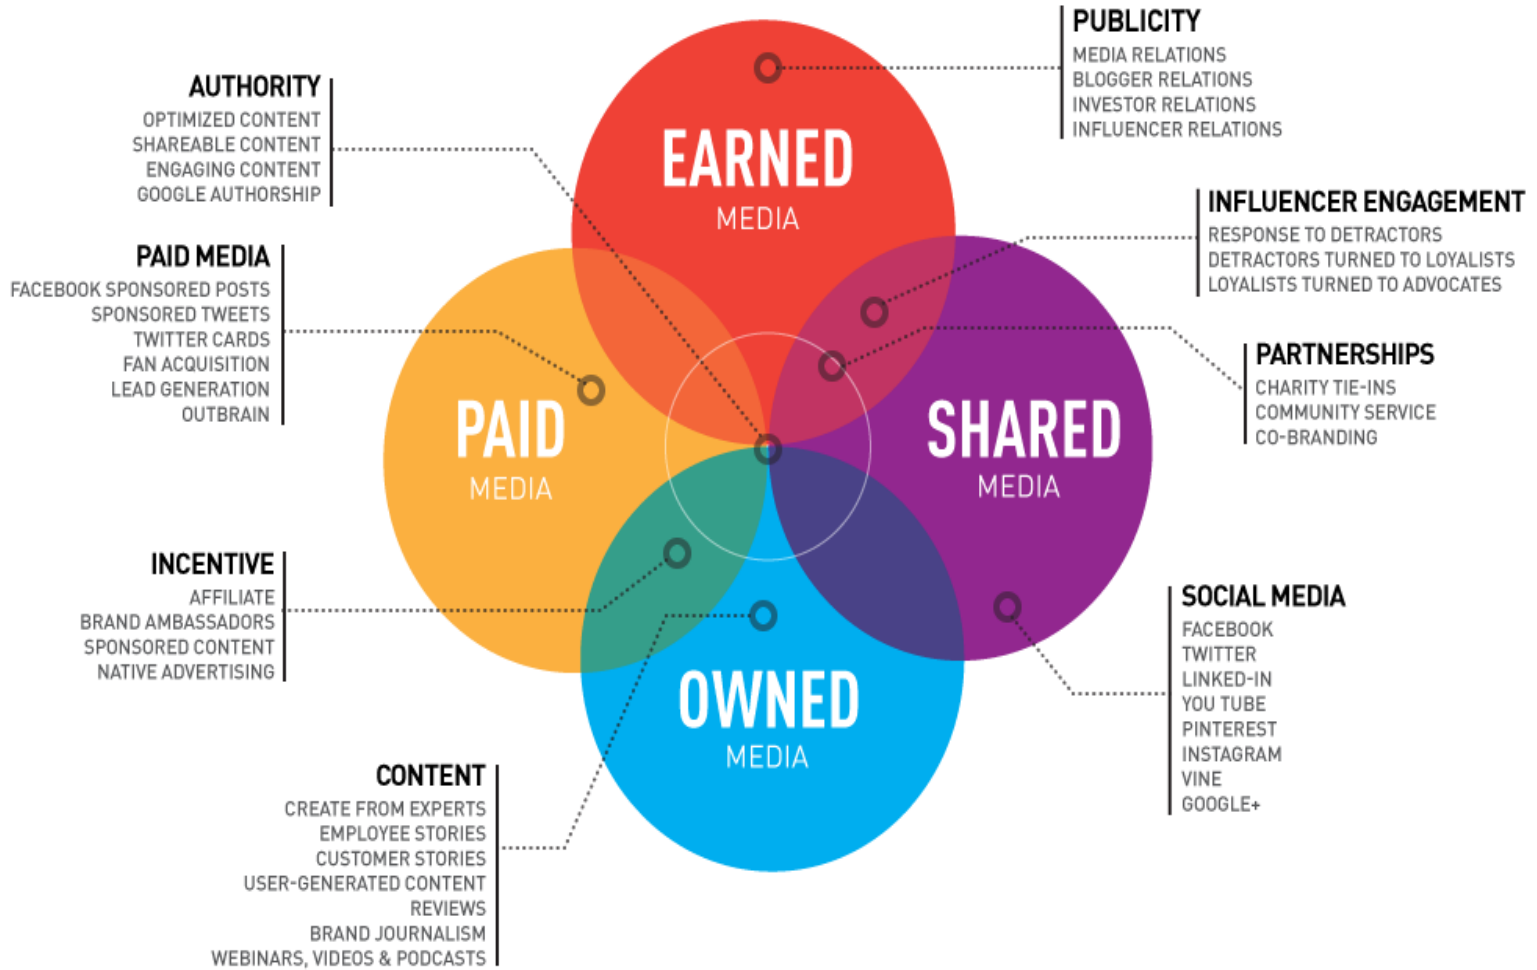 PUBLICITY
MEDIA RELATIONS
BLOGGER RELATIONS
INVESTOR RELATIONS
INFLUENCER RELATIONS
AUTHORITY
OPTIMIZED CONTENT
SHAREABLE CONTENT
ENGAGING CONTENT
GOOGLE AUTHORSHIP
EARNED
MEDIA
INFLUENCER ENGAGEMENT
RESPONSE TO DETRACTORS
DETRACTORS TURNED TO LOYALISTS
LOYALISTS TURNED TO ADVOCATES
PAID MEDIA
FACEBOOK SPONSORED POSTS
SPONSORED TWEETS
TWITTER CARDS
FAN ACQUISITION
LEAD GENERATION
OUTBRAIN
PARTNERSHIPS
CHARITY TIE-INS
COMMUNITY SERVICE
CO-BRANDING
PAID
MEDIA
SHARED
MEDIA
INCENTIVE
AFFILIATE
BRAND AMBASSADORS
SPONSORED CONTENT
NATIVE ADVERTISING
SOCIAL MEDIA
FACEBOOK
TWITTER
LINKED-IN
YOU TUBE
PINTEREST
INSTAGRAM
VINE
GOOGLE+
OWNED
MEDIA
CONTENT
CREATE FROM EXPERTS
EMPLOYEE STORIES
CUSTOMER STORIES
USER-GENERATED CONTENT
REVIEWS
BRAND JOURNALISM
WEBINARS, VIDEOS & PODCASTS